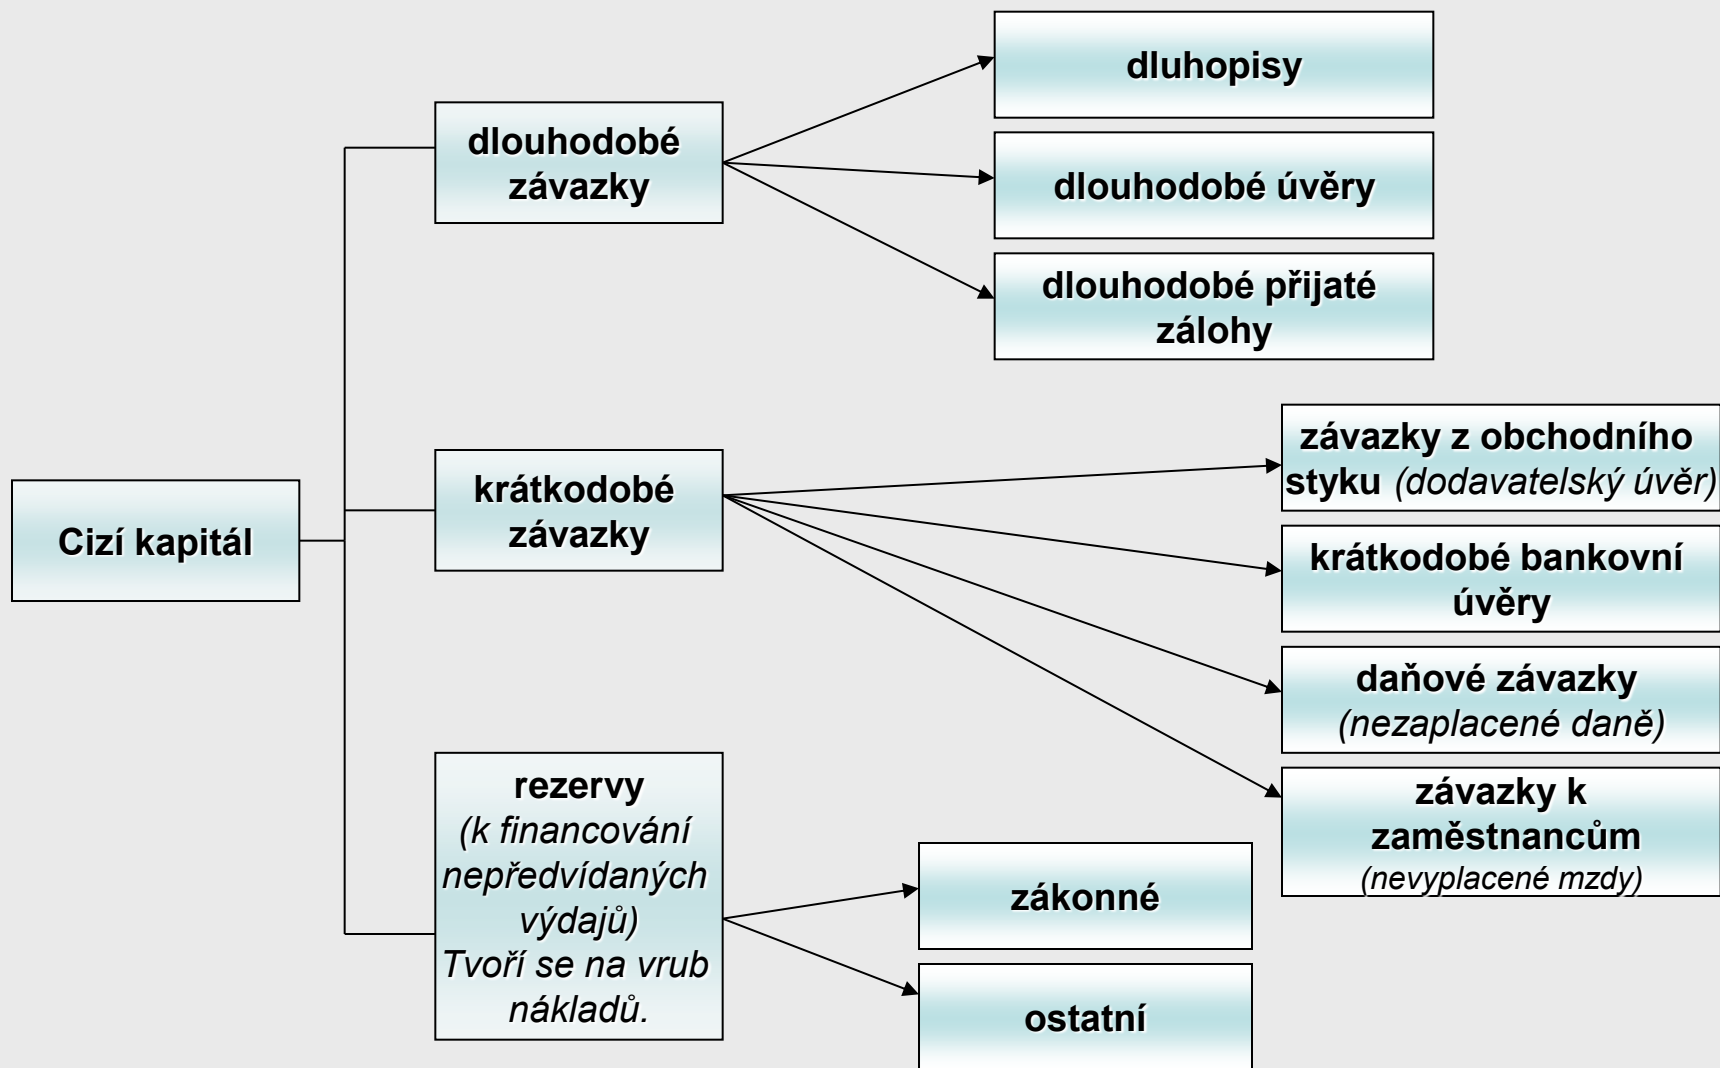 Cizí kapitál
dlouhodobé
závazky
dluhopisy
dlouhodobé úvěry
dlouhodobé přijaté
zálohy
krátkodobé
závazky
závazky z obchodního
styku (dodavatelský úvěr)
krátkodobé bankovní
úvěry
daňové závazky
(nezaplacené daně)
závazky k
zaměstnancům
(nevyplacené mzdy)
rezervy
(k financování
nepředvídaných
výdajů)
Tvoří se na vrub
nákladů.
zákonné
ostatní